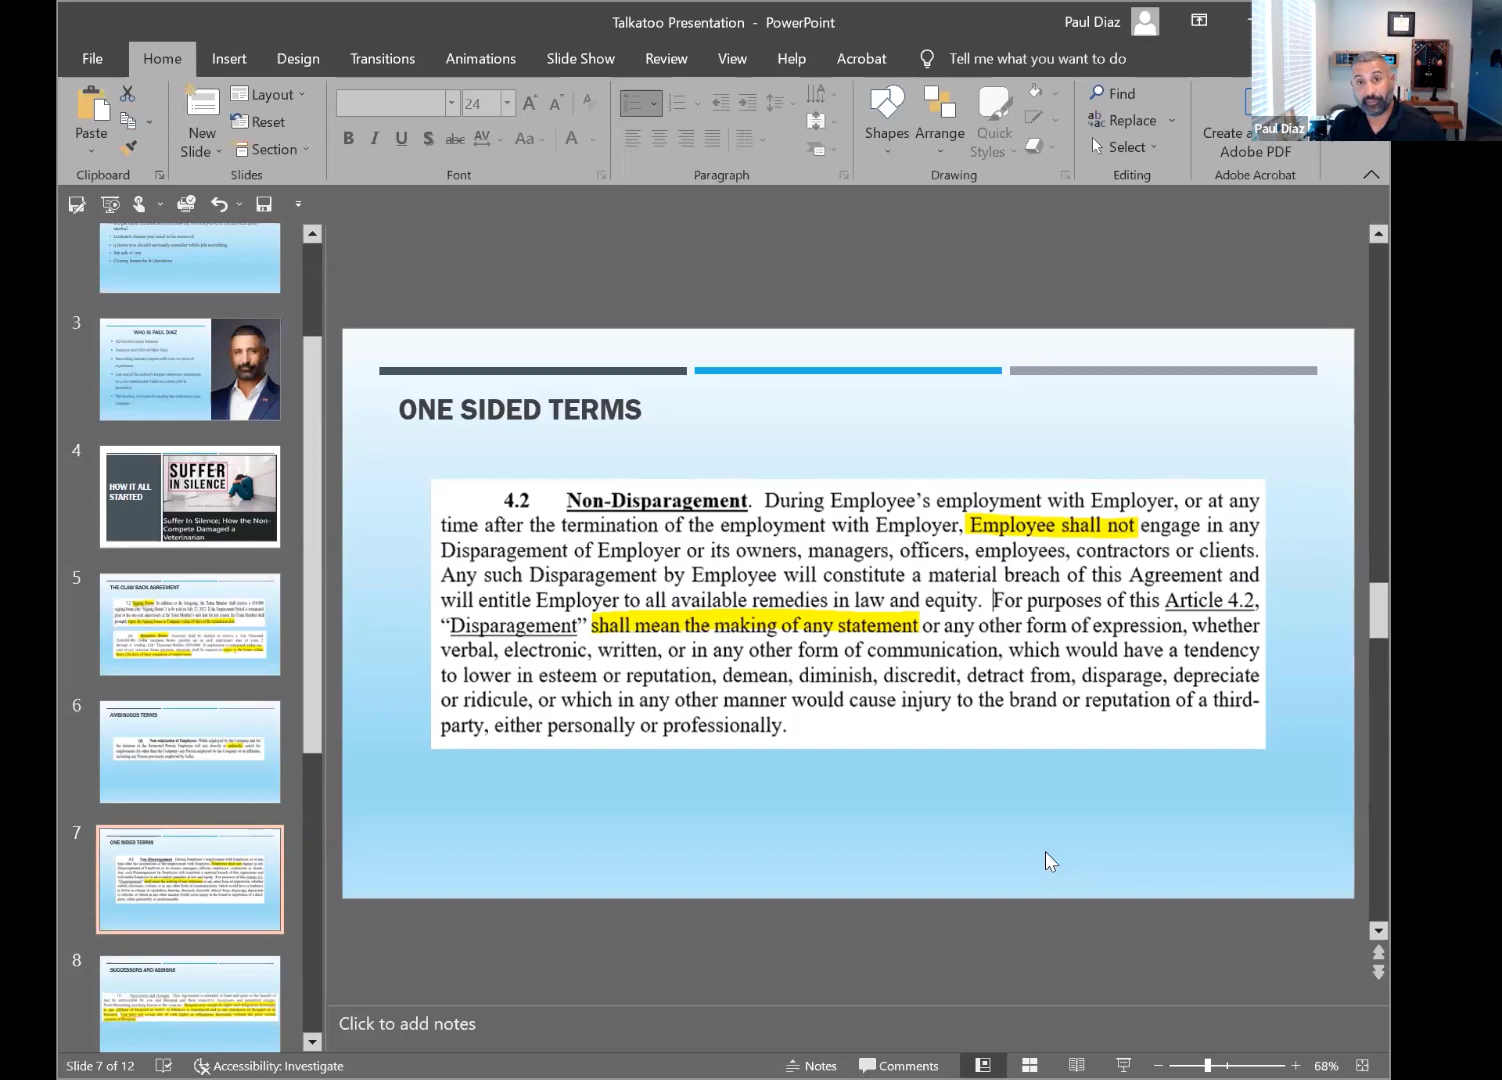 Talkatoo Presentation - PowerPoint
Paul Diaz
File Home Insert Design Transitions Animations Slide Show Review View Help Acrobat Tell me what you want to do
Paste
Clipboard
New
Slide
Layout
Reset
Section
Slides
24
B I U S abc AV Aa A
Font
Paragraph
Shapes
Arrange
Quick
Styles
Drawing
Find
Replace
Select
Editing
Create a
Adobe PDF
Adobe Acrobat
Paul Diaz
Closing Remarks & Questions
3
WHO IS PAUL DIAZ
4
HOW IT ALL
STARTED
SUFFER
IN SILENCE
Suffer In Silence; How the Non-
Compete Damaged a
Veterinarian
5
THE CLAW BACK AGREEMENT
6
AMBIGUOUS TERMS
7
ONE SIDED TERMS
8
SUCCESSORS AND ASSIGNS
ONE SIDED TERMS
4.2 Non-Disparagement. During Employee's employment with Employer, or at any
time after the termination of the employment with Employer, Employee shall not engage in any
Disparagement of Employer or its owners, managers, officers, employees, contractors or clients.
Any such Disparagement by Employee will constitute a material breach of this Agreement and
will entitle Employer to all available remedies in law and equity. For purposes of this Article 4.2,
"Disparagement" shall mean the making of any statement or any other form of expression, whether
verbal, electronic, written, or in any other form of communication, which would have a tendency
to lower in esteem or reputation, demean, diminish, discredit, detract from, disparage, depreciate
or ridicule, or which in any other manner would cause injury to the brand or reputation of a third-
party, either personally or professionally.
Click to add notes
Slide 7 of 12 Accessibility: Investigate Notes Comments 68%